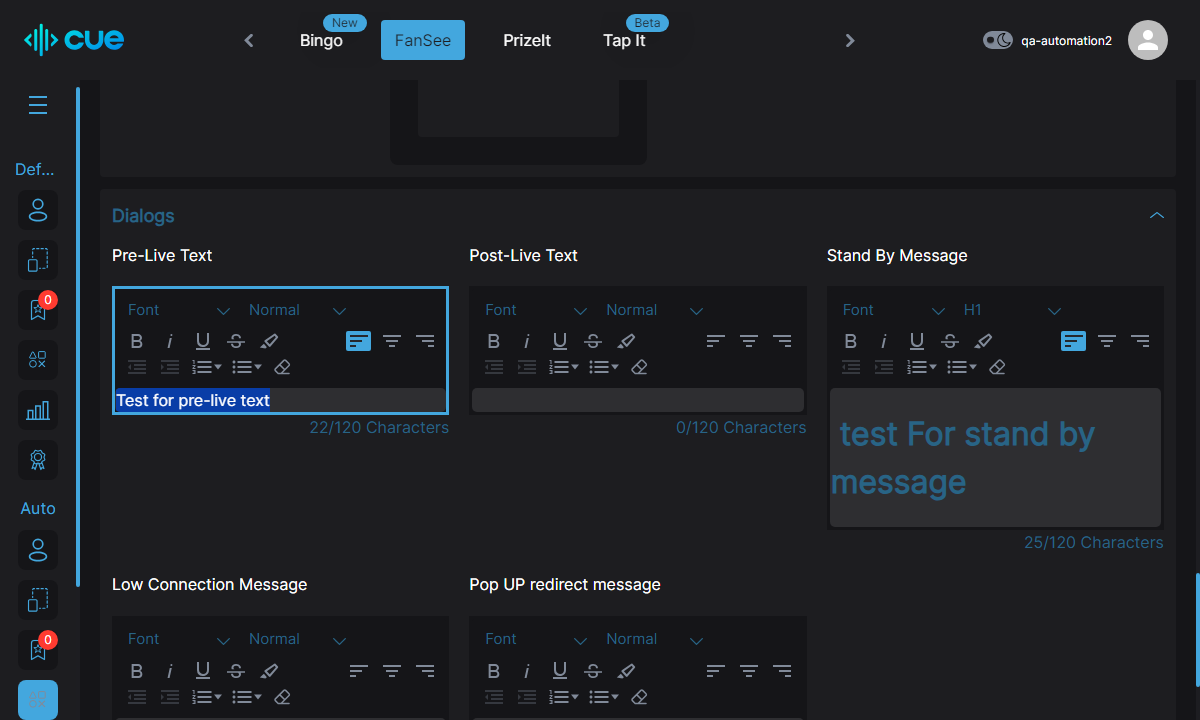 cue
Bingo
New
FanSee
PrizeIt
Tap It
Beta
qa-automation2
Def...
0
Auto
0
Dialogs
Pre-Live Text
Post-Live Text
Stand By Message
Font Normal
Font Normal
Font H1
B i U S
B i U S
B i U S
Test for pre-live text
22/120 Characters
0/120 Characters
test For stand by
message
25/120 Characters
Low Connection Message
Pop UP redirect message
Font Normal
Font Normal
B i U S
B i U S